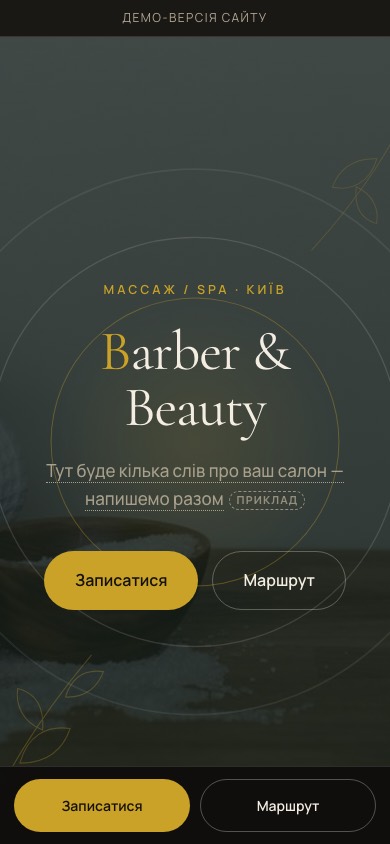 ДЕМО-ВЕРСІЯ САЙТУ
МАССАЖ / SPA · КИЇВ
Barber &
Beauty
Тут буде кілька слів про ваш салон —
напишемо разом ПРИКЛАД
Записатися Маршрут
Записатися Маршрут